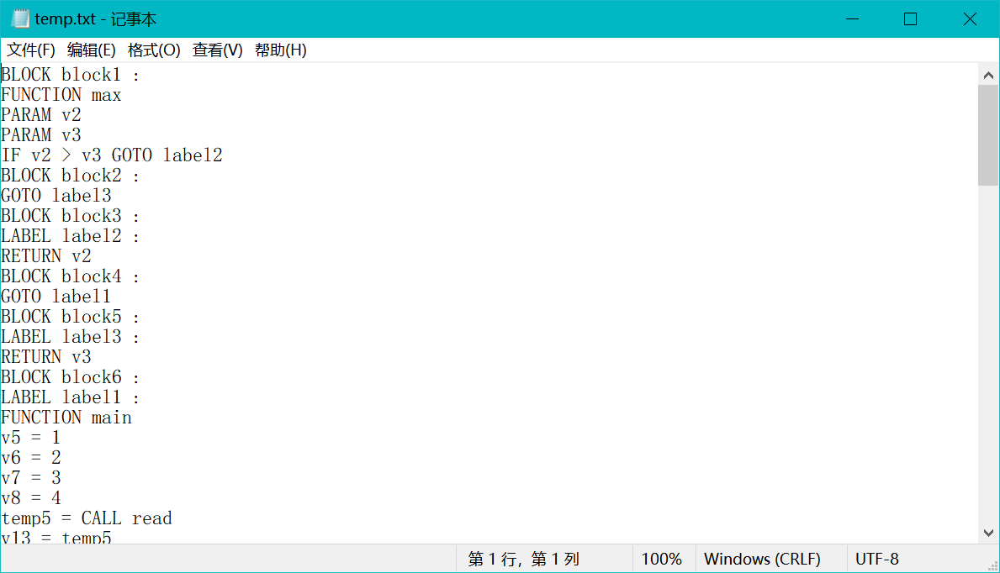 temp.txt - 记事本
文件(F) 编辑(E) 格式(O) 查看(V) 帮助(H)
BLOCK block1 :
FUNCTION max
PARAM v2
PARAM v3
IF v2 > v3 GOTO label2
BLOCK block2 :
GOTO label3
BLOCK block3 :
LABEL label2 :
RETURN v2
BLOCK block4 :
GOTO label1
BLOCK block5 :
LABEL label3 :
RETURN v3
BLOCK block6 :
LABEL label1 :
FUNCTION main
v5 = 1
v6 = 2
v7 = 3
v8 = 4
temp5 = CALL read
v13 = temp5
第 1 行，第 1 列 100% Windows (CRLF) UTF-8